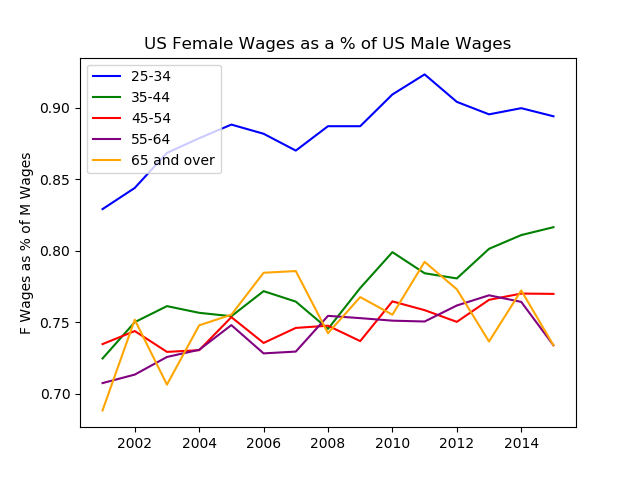 US Female Wages as a % of US Male Wages
25-34
35-44
45-54
55-64
65 and over
F Wages as % of M Wages
0.90
0.85
0.80
0.75
0.70
2002 2004 2006 2008 2010 2012 2014